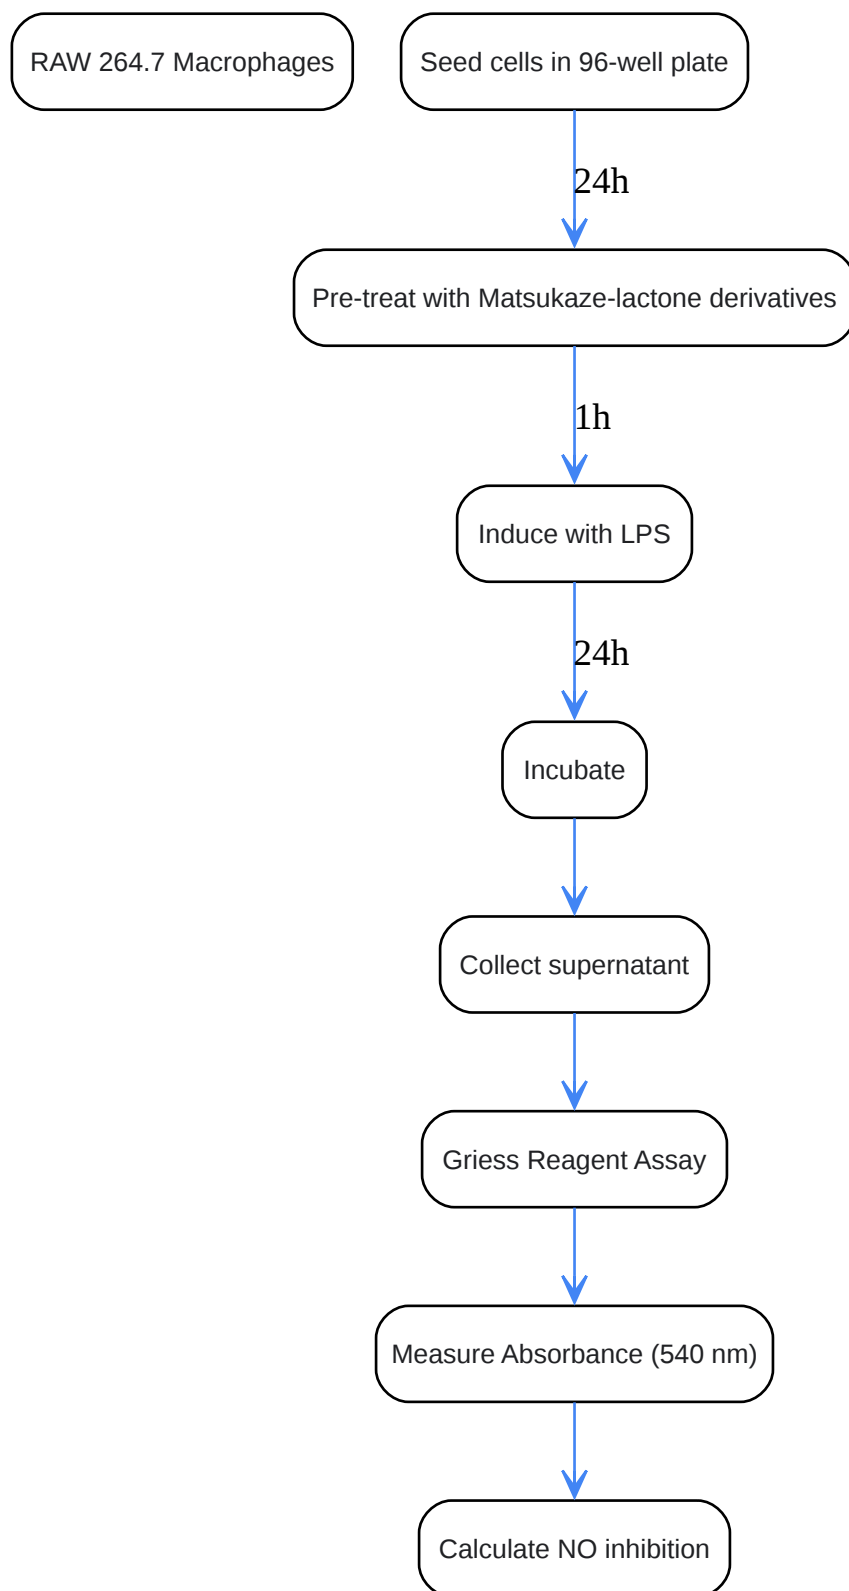 RAW 264.7 Macrophages
Seed cells in 96-well plate
24h
Pre-treat with Matsukaze-lactone derivatives
1h
Induce with LPS
24h
Incubate
Collect supernatant
Griess Reagent Assay
Measure Absorbance (540 nm)
Calculate NO inhibition